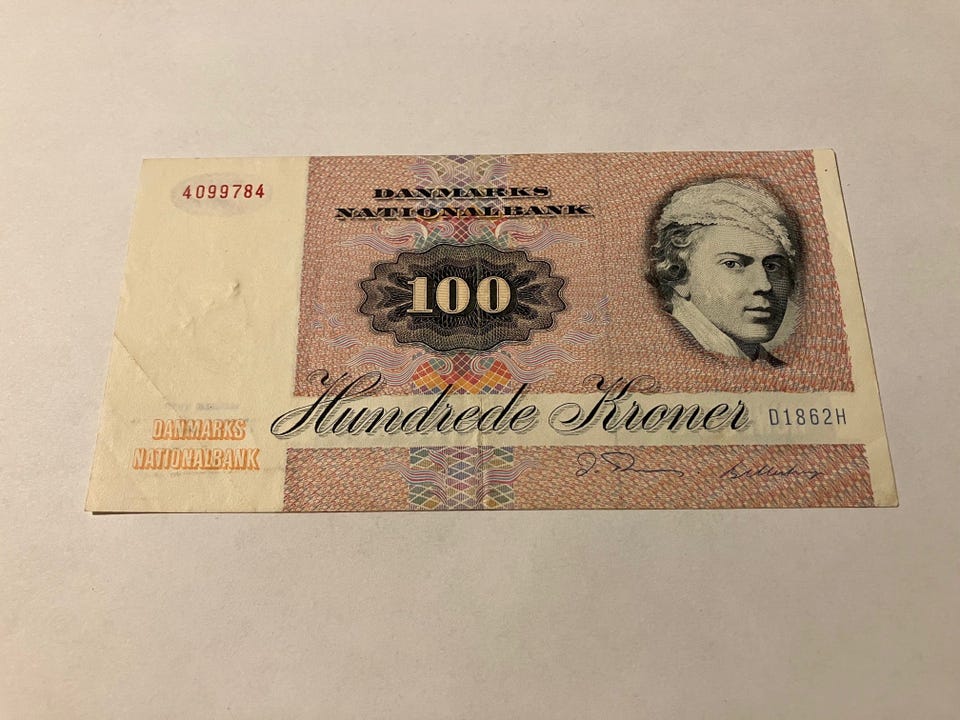 4099784
DANMARKS
NATIONALBANK
100
Hundrede Kroner
D1862H
DANMARKS
NATIONALBANK